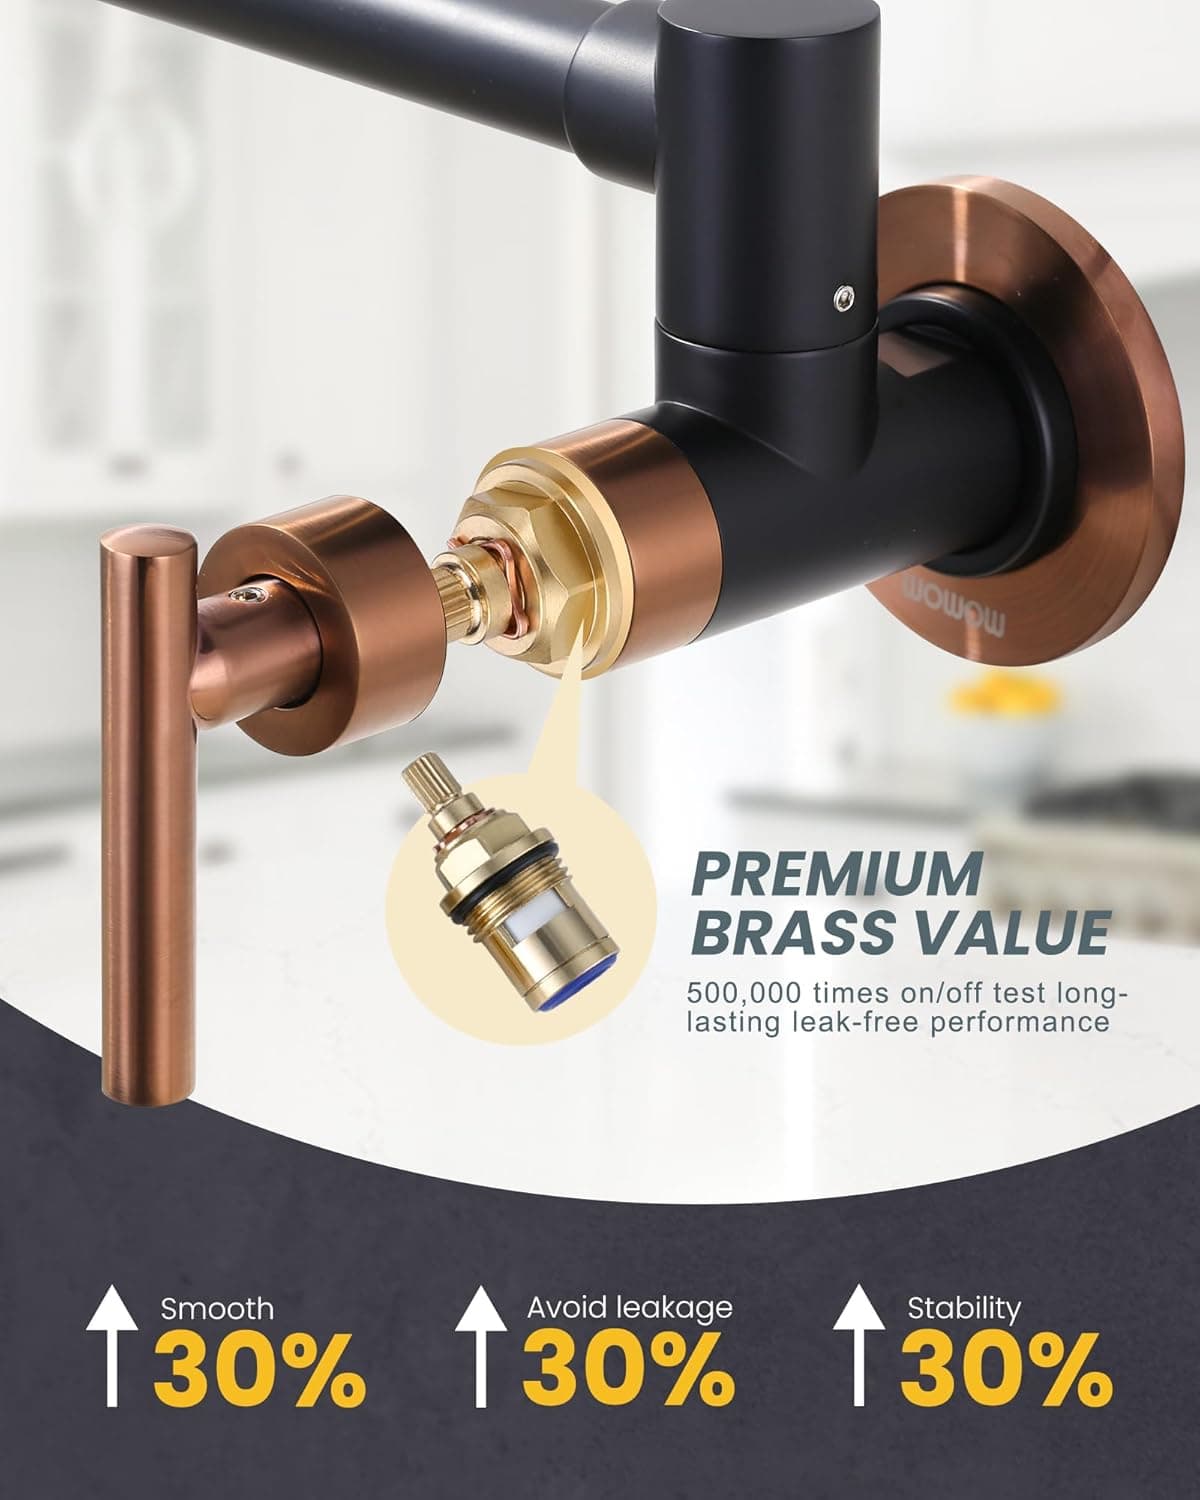 mowom
PREMIUM
BRASS VALUE
500,000 times on/off test long-
lasting leak-free performance
Smooth
30%
Avoid leakage
30%
Stability
30%